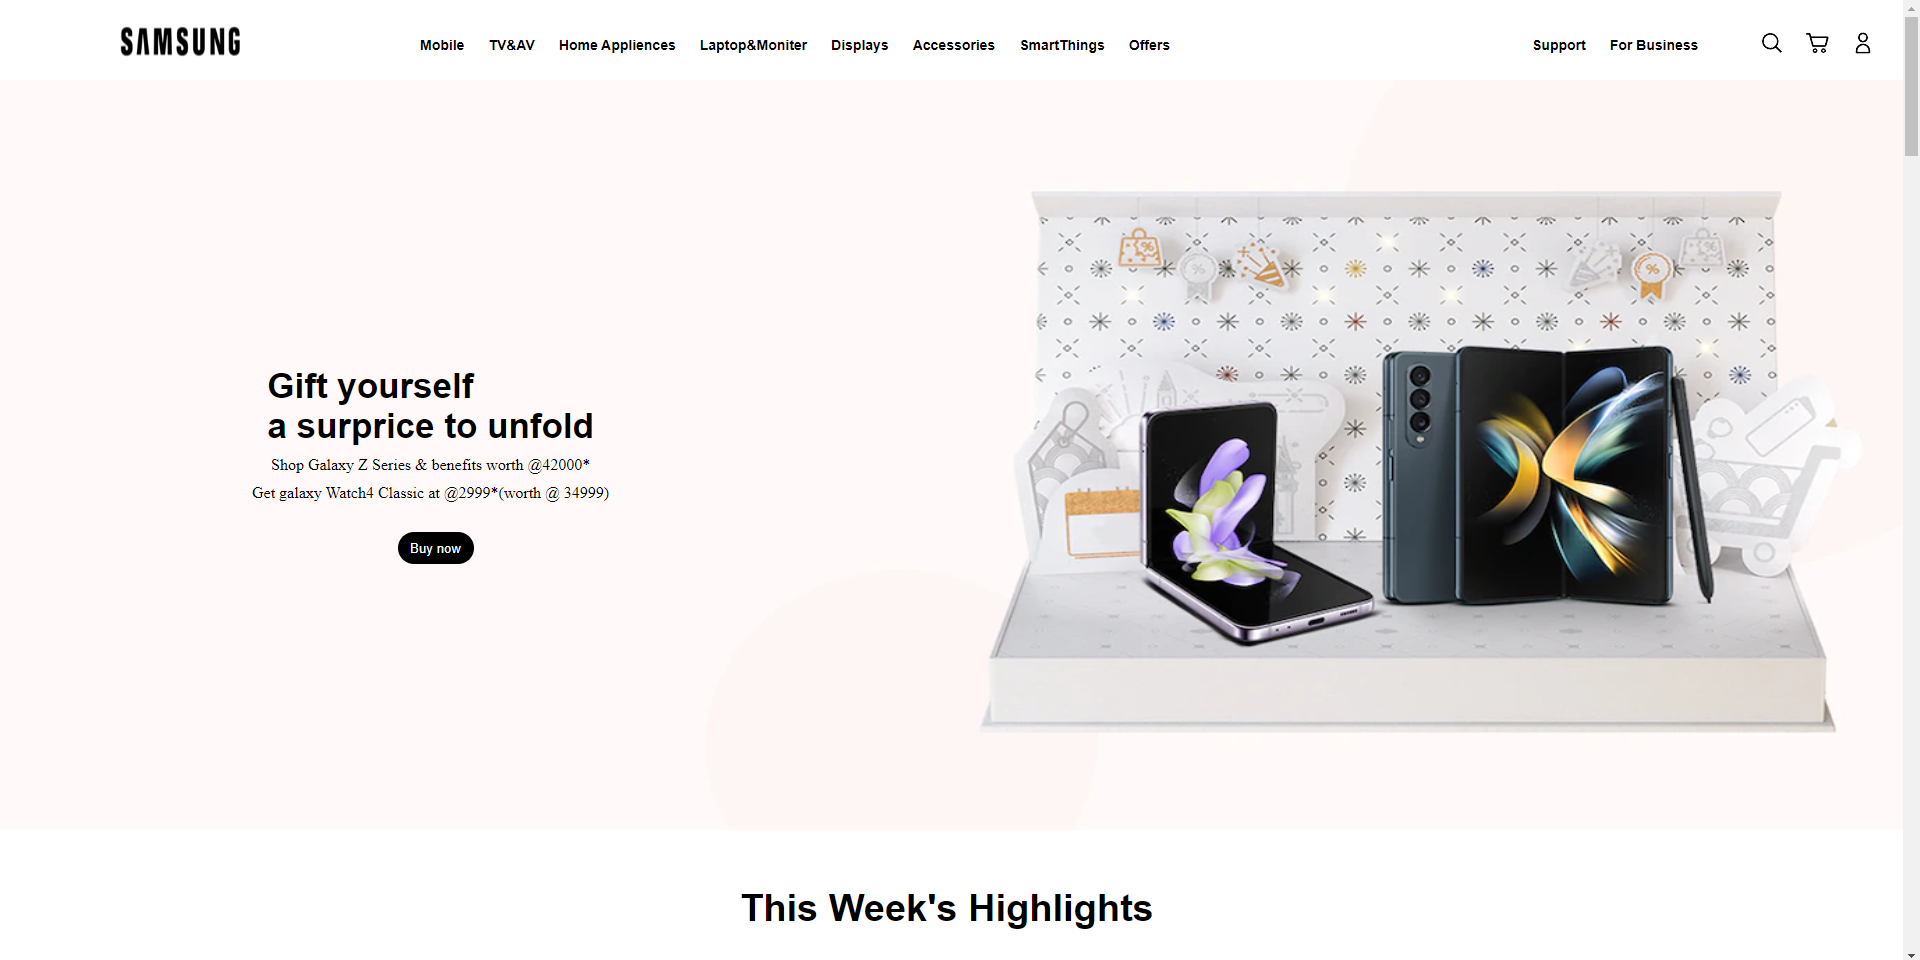 SAMSUNG
Mobile TV&AV Home Appliences Laptop&Moniter Displays Accessories SmartThings Offers Support For Business
Gift yourself
a surprice to unfold
Shop Galaxy Z Series & benefits worth @42000*
Get galaxy Watch4 Classic at @2999*(worth @ 34999)
Buy now
This Week's Highlights